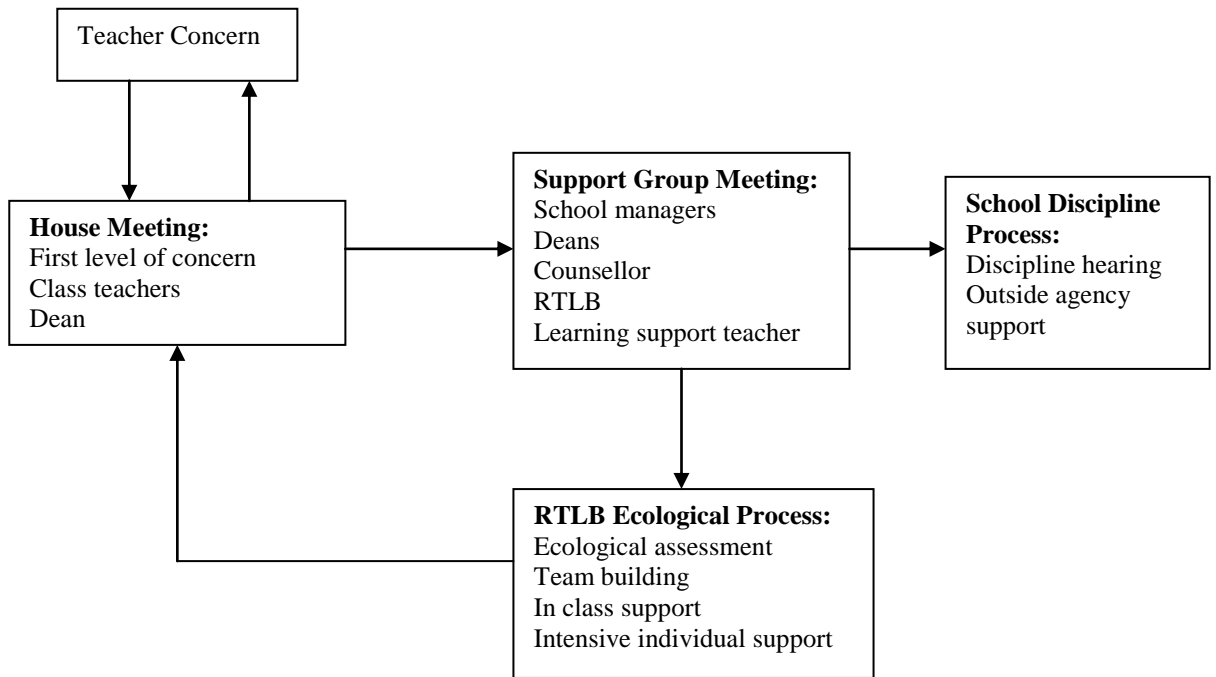 Teacher Concern
House Meeting:
First level of concern
Class teachers
Dean
Support Group Meeting:
School managers
Deans
Counsellor
RTLB
Learning support teacher
School Discipline
Process:
Discipline hearing
Outside agency
support
RTLB Ecological Process:
Ecological assessment
Team building
In class support
Intensive individual support